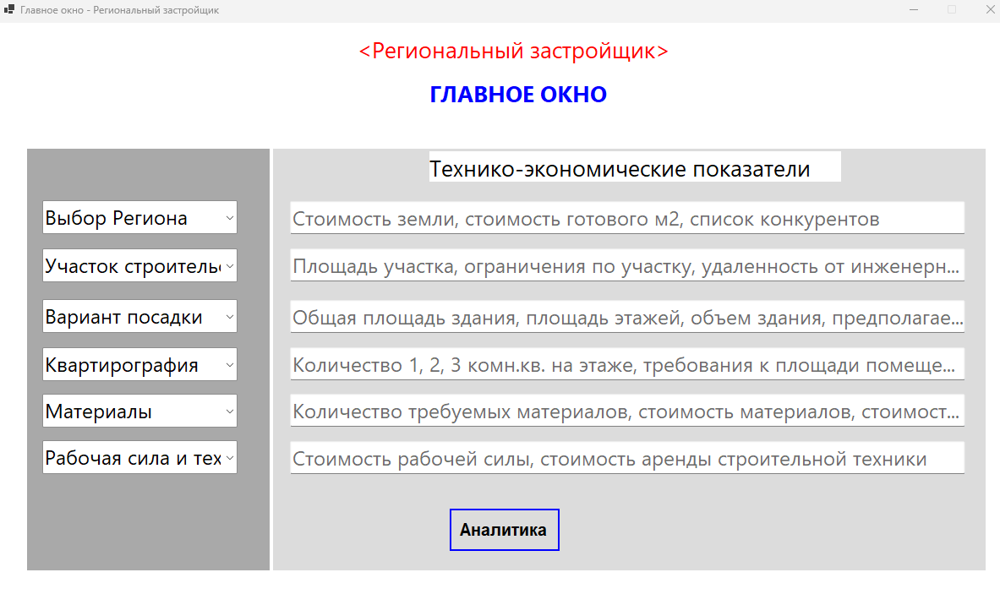 Главное окно - Региональный застройщик
<Региональный застройщик>
ГЛАВНОЕ ОКНО
Технико-экономические показатели
Выбор Региона
Стоимость земли, стоимость готового м2, список конкурентов
Участок строительс
Площадь участка, ограничения по участку, удаленность от инженерн...
Вариант посадки
Общая площадь здания, площадь этажей, объем здания, предполагае...
Квартирография
Количество 1, 2, 3 комн.кв. на этаже, требования к площади помеще...
Материалы
Количество требуемых материалов, стоимость материалов, стоимост...
Рабочая сила и тех
Стоимость рабочей силы, стоимость аренды строительной техники
Аналитика